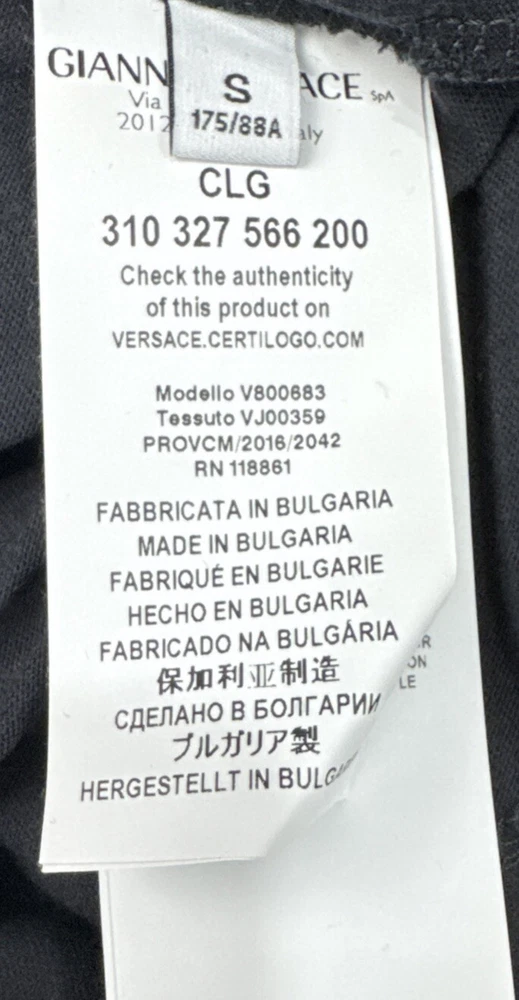 GIANN ACE SpA
Via
2012 aly
S
175/88A
CLG
310 327 566 200
Check the authenticity
of this product on
VERSACE.CERTILOGO.COM
Modello V800683
Tessuto VJ00359
PROVCM/2016/2042
RN 118861
FABBRICATA IN BULGARIA
MADE IN BULGARIA
FABRIQUÉ EN BULGARIE
HECHO EN BULGARIA
FABRICADO NA BULGÁRIA
保加利亚制造
СДЕЛАНО В БОЛГАРИИ
ブルガリア製
HERGESTELLT IN BULGA
R
ON
LE